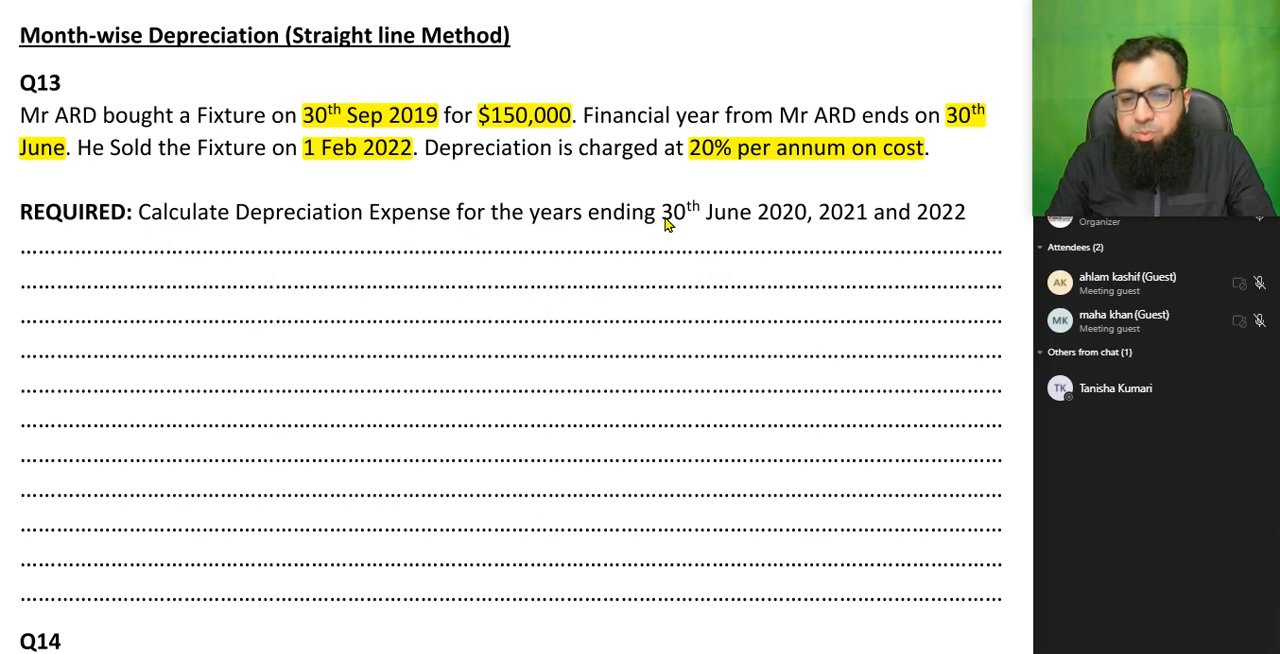 Month-wise Depreciation (Straight line Method)
Q13
Mr ARD bought a Fixture on 30th Sep 2019 for $150,000. Financial year from Mr ARD ends on 30th
June. He Sold the Fixture on 1 Feb 2022. Depreciation is charged at 20% per annum on cost.
REQUIRED: Calculate Depreciation Expense for the years ending 30th June 2020, 2021 and 2022
Q14
Organizer
Attendees (2)
AK
ahlam kashif (Guest)
Meeting guest
MK
maha khan (Guest)
Meeting guest
Others from chat (1)
TK
Tanisha Kumari